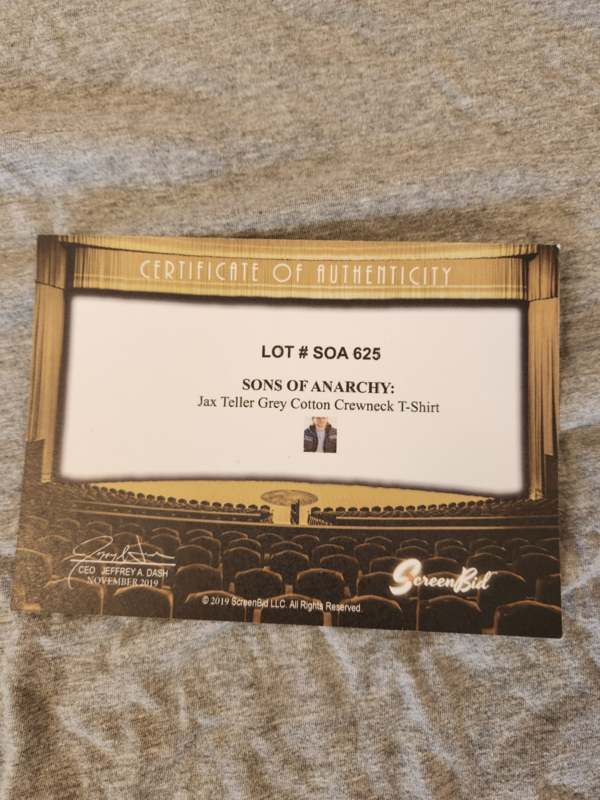 CERTIFICATE OF AUTHENTICITY
LOT # SOA 625
SONS OF ANARCHY:
Jax Teller Grey Cotton Crewneck T-Shirt
CEO JEFFREY A. DASH
NOVEMBER 2019
ScreenBid
© 2019 ScreenBid LLC. All Rights Reserved.